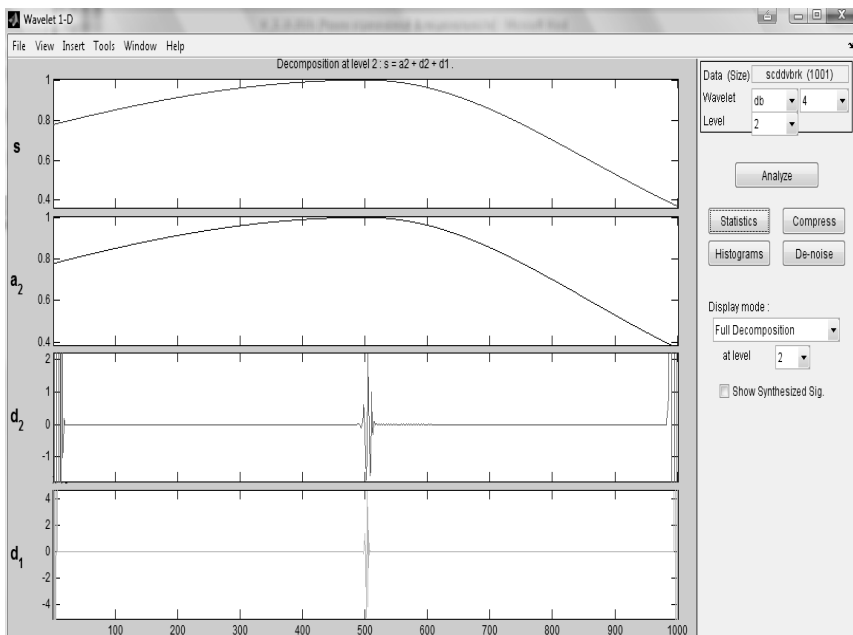 Wavelet 1-D
File View Insert Tools Window Help
Decomposition at level 2 : s = a2 + d2 + d1 .
s
1
0.8
0.6
0.4
a2
1
0.8
0.6
0.4
d2
2
1
0
-1
d1
4
2
0
-2
-4
100 200 300 400 500 600 700 800 900 1000
Data (Size) scddvbrk (1001)
Wavelet db 4
Level 2
Analyze
Statistics Compress
Histograms De-noise
Display mode :
Full Decomposition
at level 2
Show Synthesized Sig.